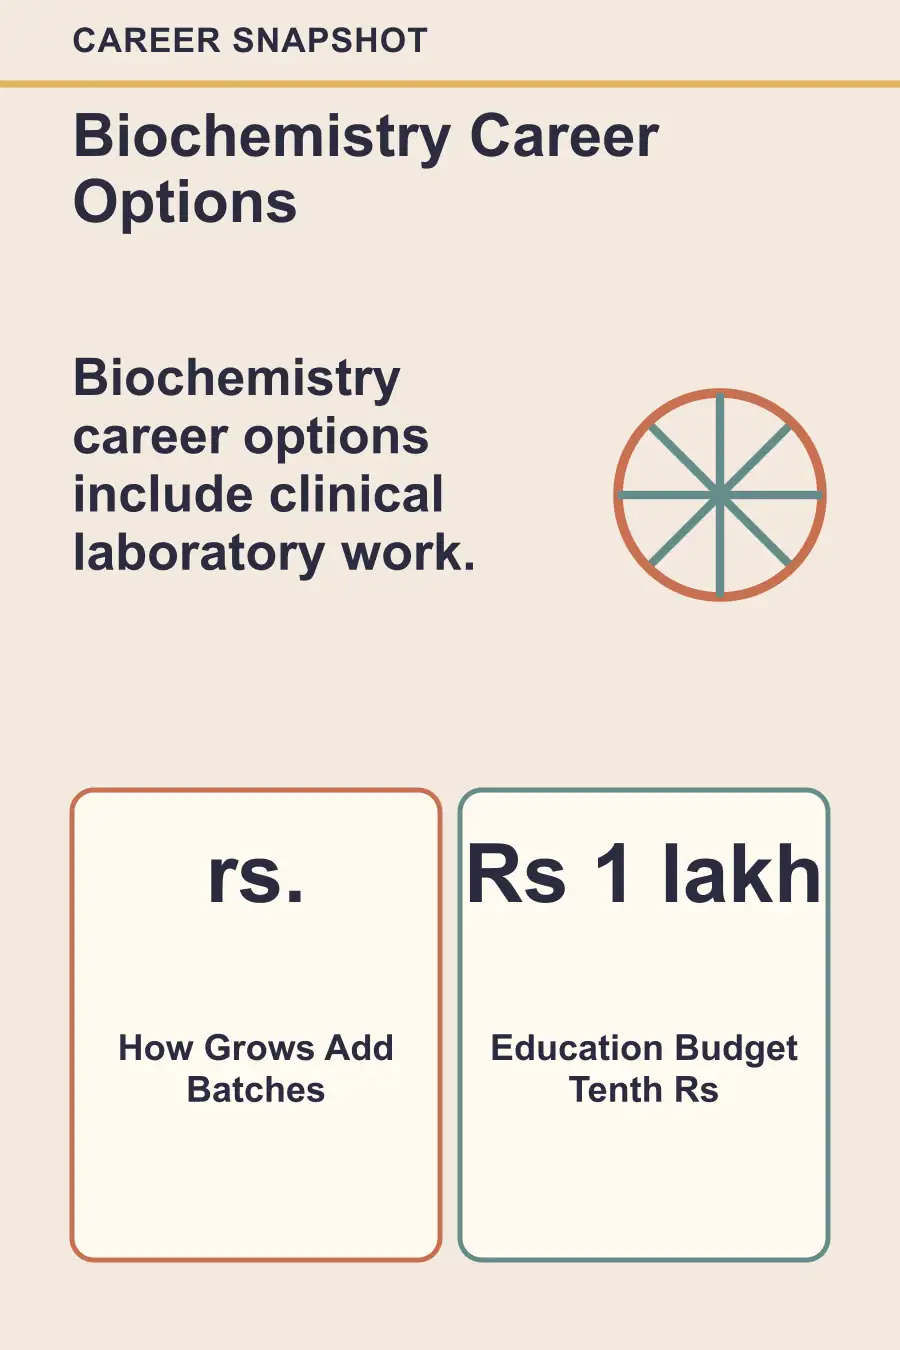 CAREER SNAPSHOT
Biochemistry Career
Options
Biochemistry
career options
include clinical
laboratory work.
rs.
How Grows Add
Batches
Rs 1 lakh
Education Budget
Tenth Rs